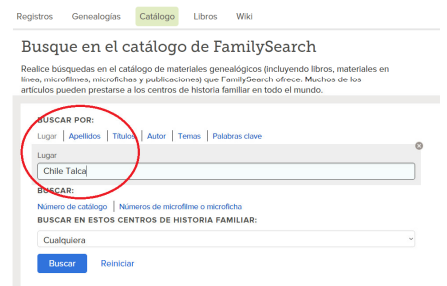 Registros Genealogías Catálogo Libros Wiki
Busque en el catálogo de FamilySearch
Realice búsquedas en el catálogo de materiales genealógicos (incluyendo libros, materiales en
línea, microfilmes, microfichas y publicaciones) que FamilySearch ofrece. Muchos de los
artículos pueden prestarse a los centros de historia familiar en todo el mundo.
BUSCAR POR:
Lugar | Apellidos | Títulos | Autor | Temas | Palabras clave
Lugar
Chile Talca
BUSCAR:
Número de catálogo | Números de microfilme o microficha
BUSCAR EN ESTOS CENTROS DE HISTORIA FAMILIAR:
Cualquiera
Buscar Reiniciar